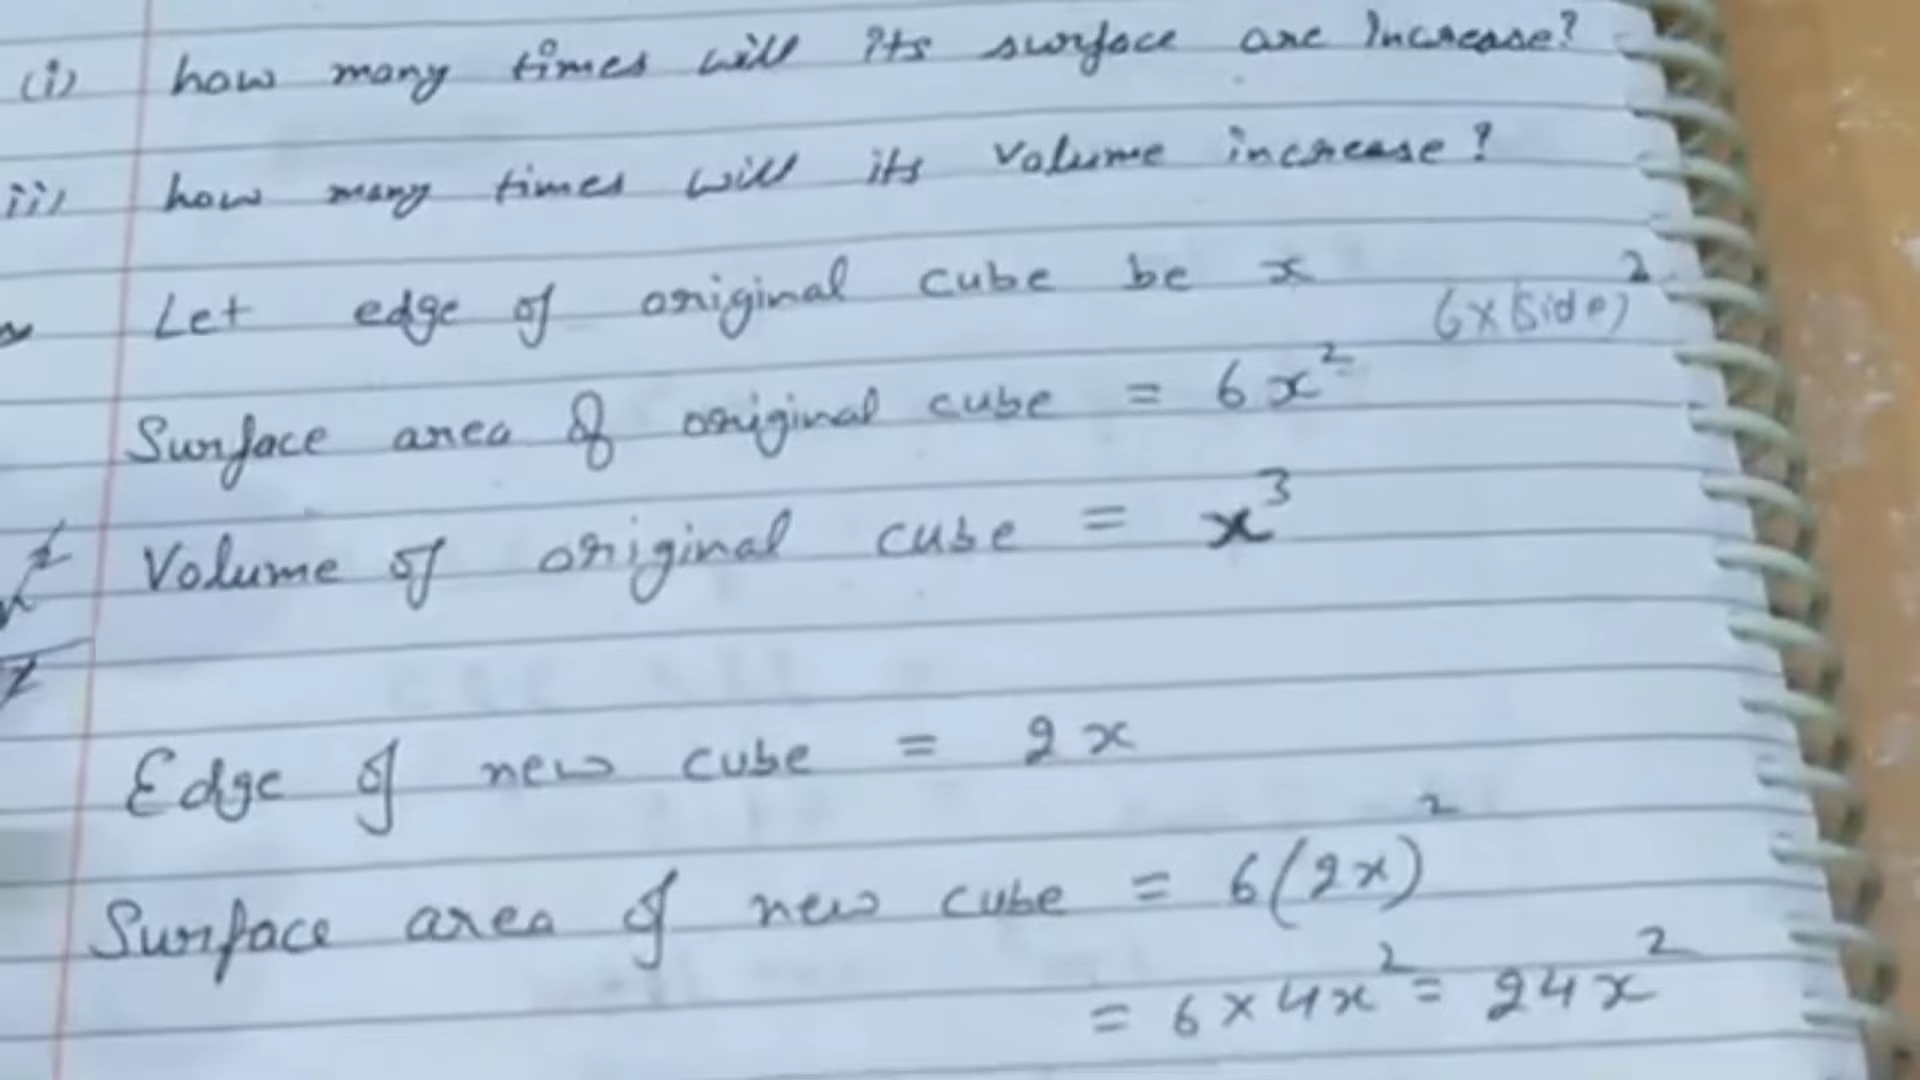 (i) how many times will its surface are increase?
ii) how many times will its volume increase?
Let edge of original cube be x
6×(side)²
Surface area of original cube = 6x²
Volume of original cube = x³
Edge of new cube = 2x
Surface area of new cube = 6(2x)²
= 6×4x² = 24x²